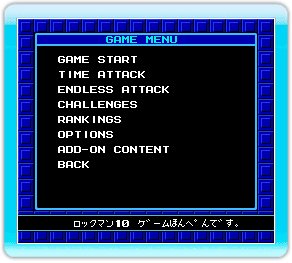 GAME MENU
GAME START
TIME ATTACK
ENDLESS ATTACK
CHALLENGES
RANKINGS
OPTIONS
ADD-ON CONTENT
BACK
ロックマン10 ゲームほんぺんです。